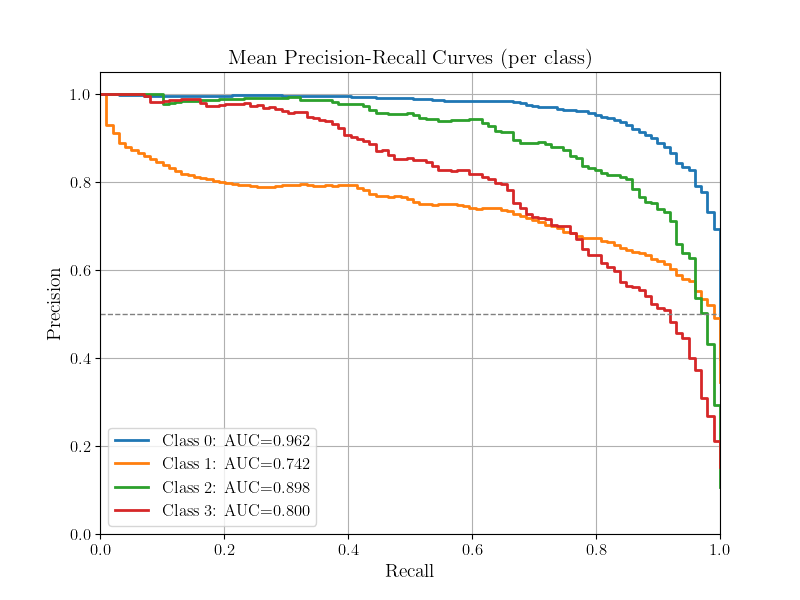 Mean Precision-Recall Curves (per class)
1.0
0.8
0.6
0.4
0.2
0.0
Precision
Class 0: AUC=0.962
Class 1: AUC=0.742
Class 2: AUC=0.898
Class 3: AUC=0.800
0.0 0.2 0.4 0.6 0.8 1.0
Recall